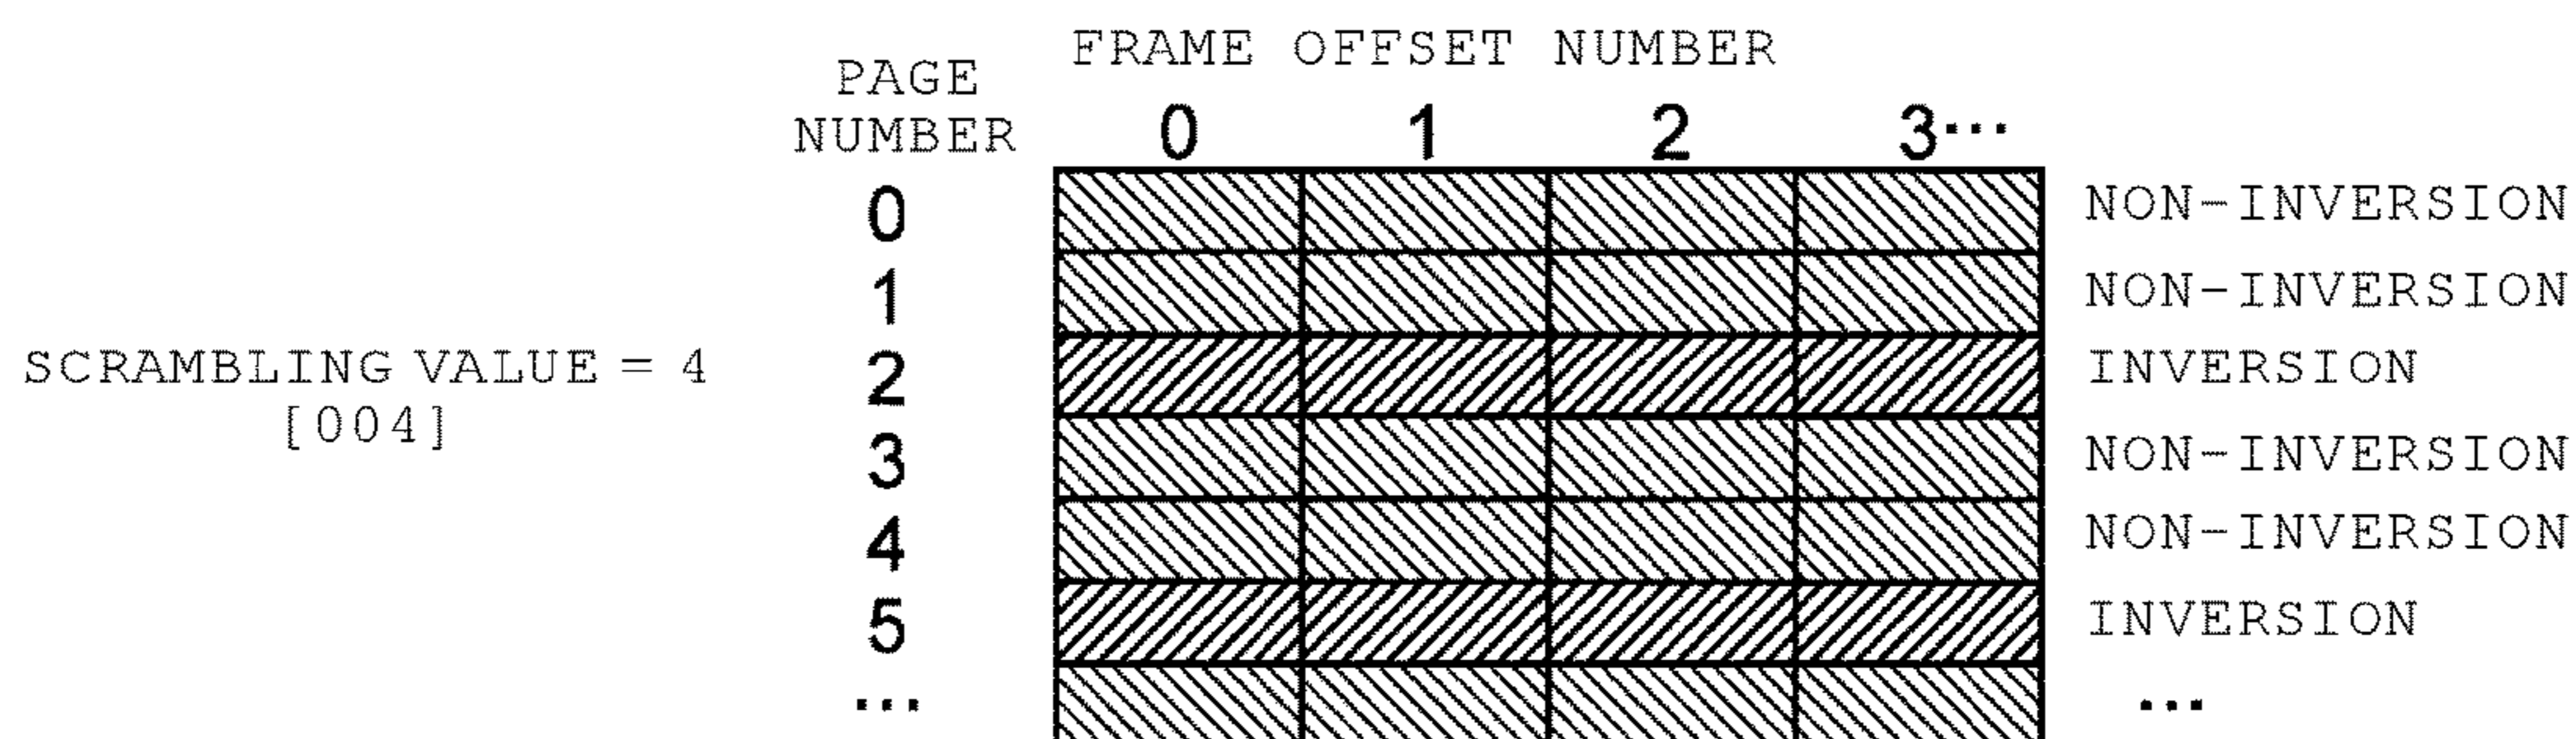 FRAME OFFSET NUMBER
PAGE
NUMBER
0 1 2 3...
0 NON-INVERSION
1 NON-INVERSION
SCRAMBLING VALUE = 4
[004]
2 INVERSION
3 NON-INVERSION
4 NON-INVERSION
5 INVERSION
... ...